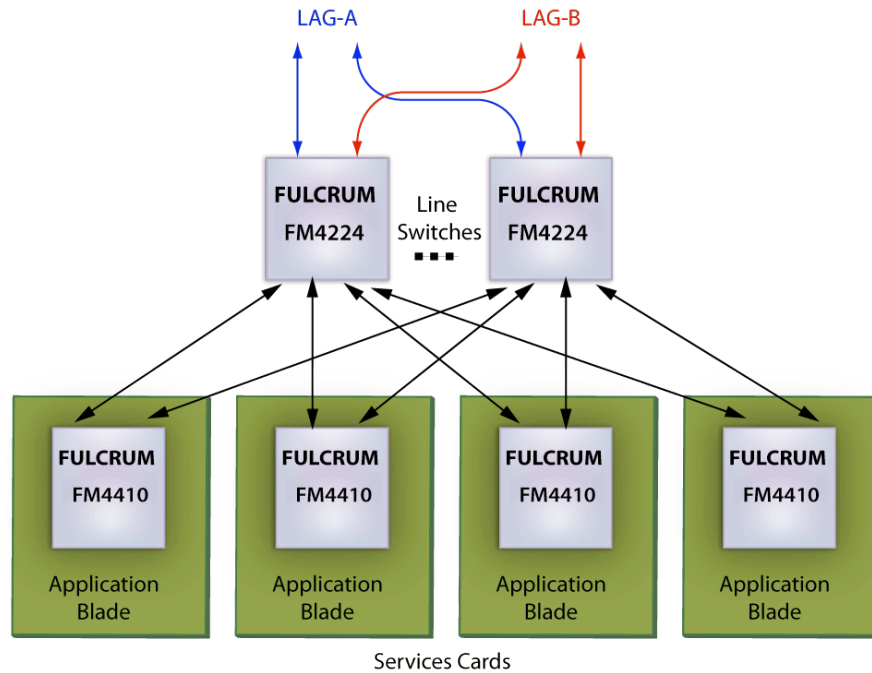 LAG-A
LAG-B
FULCRUM
FM4224
Line
Switches
FULCRUM
FM4224
FULCRUM
FM4410
Application
Blade
FULCRUM
FM4410
Application
Blade
FULCRUM
FM4410
Application
Blade
FULCRUM
FM4410
Application
Blade
Services Cards